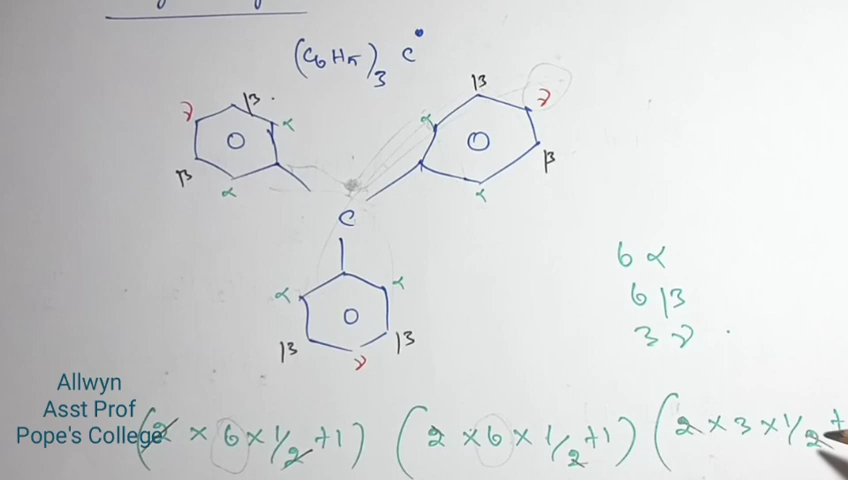 (C6H5)3 C•
β
β
γ
γ
α
α
β
β
α
α
C
6 α
6 β
α
α
3 γ
β
β
γ
(2 × 6 × 1/2 +1) (2 × 6 × 1/2 +1) (2 × 3 × 1/2 +
Allwyn
Asst Prof
Pope's College